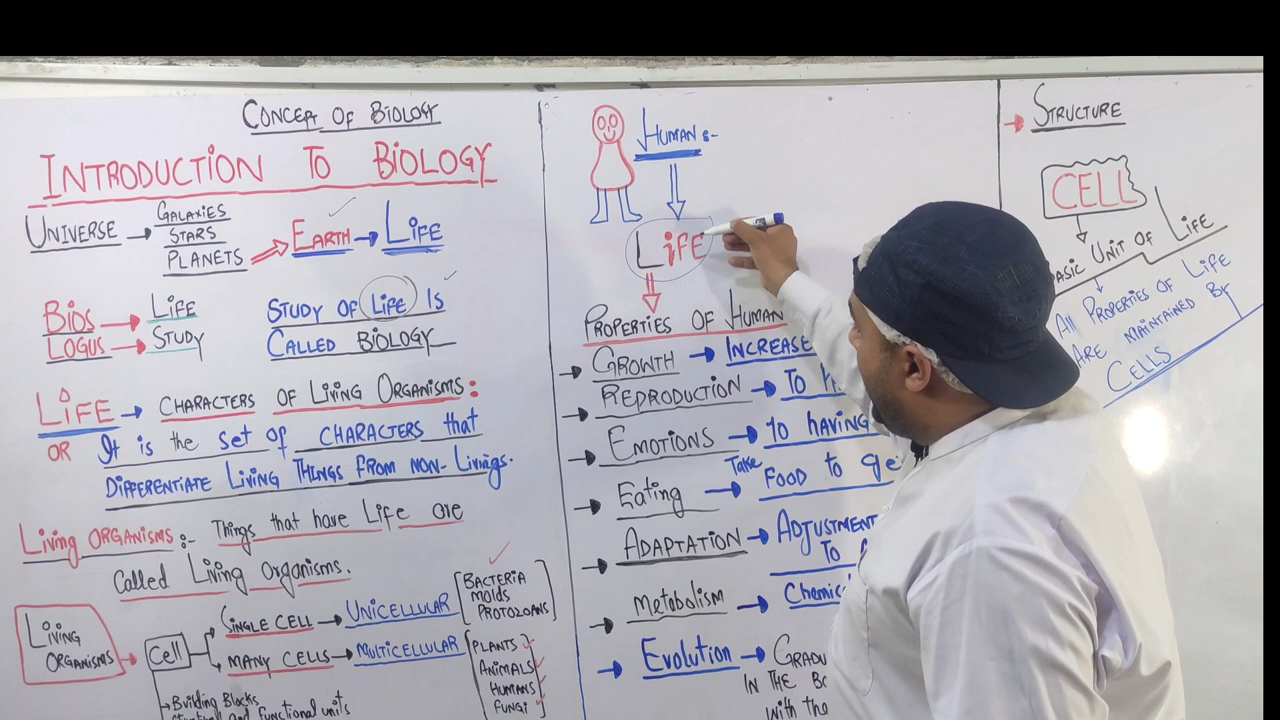 CONCEPT OF BIOLOGY
INTRODUCTION TO BIOLOGY
UNIVERSE → GALAXIES
STARS
PLANETS ⇒ EARTH → LIFE
BIOS → LIFE
LOGUS → STUDY
STUDY OF LIFE IS
CALLED BIOLOGY
LIFE → CHARACTERS OF LIVING ORGANISMS:
OR It is the set of CHARACTERS that
DIFFERENTIATE LIVING THINGS FROM NON-Livings.
Living ORGANISMS:- Things that have Life are
Called Living Organisms.
LIVING
ORGANISMS → Cell
SINGLE CELL → UNICELLULAR
BACTERIA
MOLDS
PROTOZOANS
MANY CELLS → MULTICELLULAR
PLANTS
ANIMALS
HUMANS
FUNGI
→ Building Blocks
and Functional units
HUMAN:-
LIFE
PROPERTIES OF HUMAN
→ GROWTH → INCREASE
→ REPRODUCTION → TO
→ EMOTIONS → TO HAVING
→ Eating → Take FOOD to
→ ADAPTATION → ADJUSTMENT
TO
→ Metabolism →
→ Evolution →
IN THE
with the
→ STRUCTURE
CELL
UNIT OF LIFE
All PROPERTIES OF LIFE
ARE MAINTAINED BY
CELLS